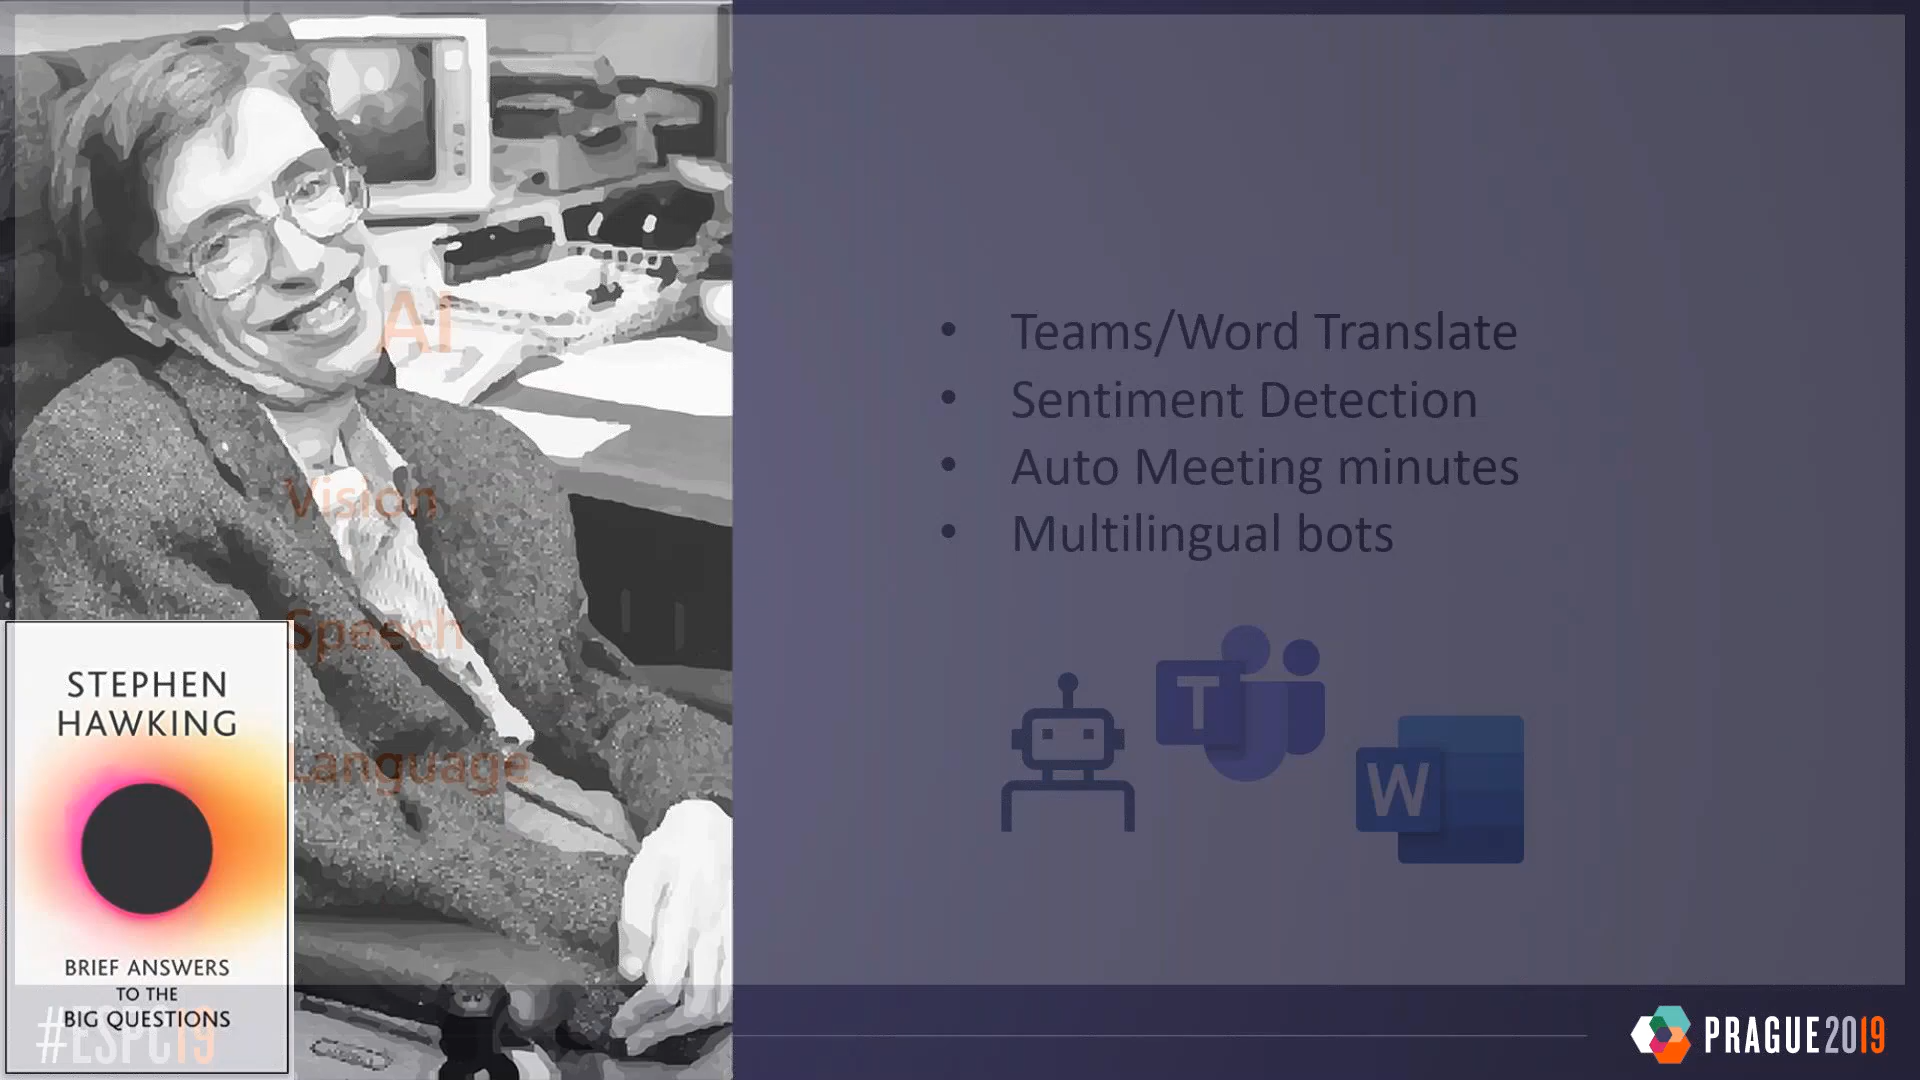 AI
Vision
Speech
Language
STEPHEN
HAWKING
BRIEF ANSWERS
TO THE
BIG QUESTIONS
#ESPC19
• Teams/Word Translate
• Sentiment Detection
• Auto Meeting minutes
• Multilingual bots
T
W
PRAGUE2019